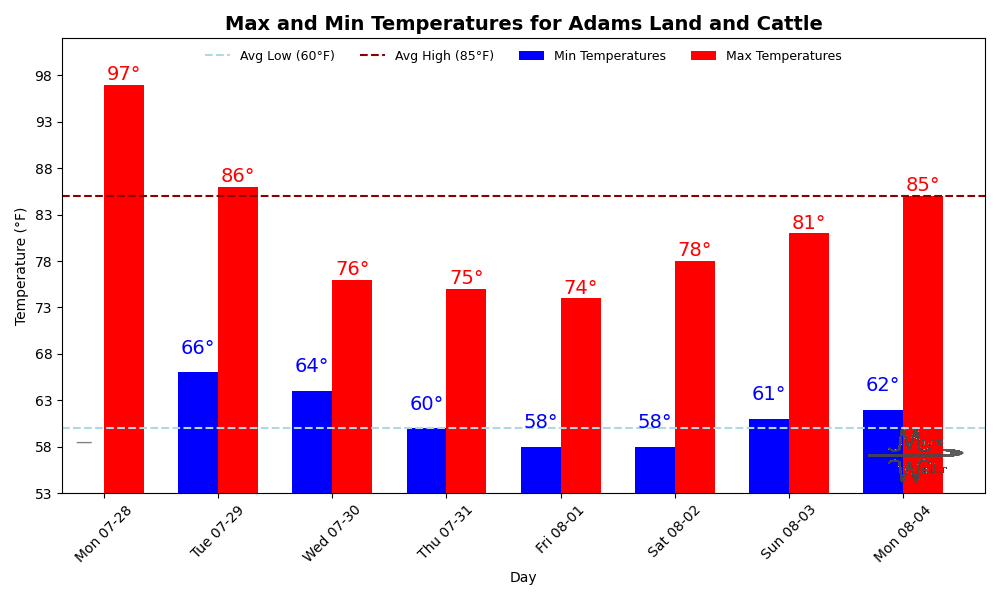 Max and Min Temperatures for Adams Land and Cattle
Avg Low (60°F) Avg High (85°F) Min Temperatures Max Temperatures
Temperature (°F)
98
93
88
83
78
73
68
63
58
53
97°
86°
76°
75°
74°
78°
81°
85°
66°
64°
60°
58°
58°
61°
62°
—
Mon 07-28
Tue 07-29
Wed 07-30
Thu 07-31
Fri 08-01
Sat 08-02
Sun 08-03
Mon 08-04
Day